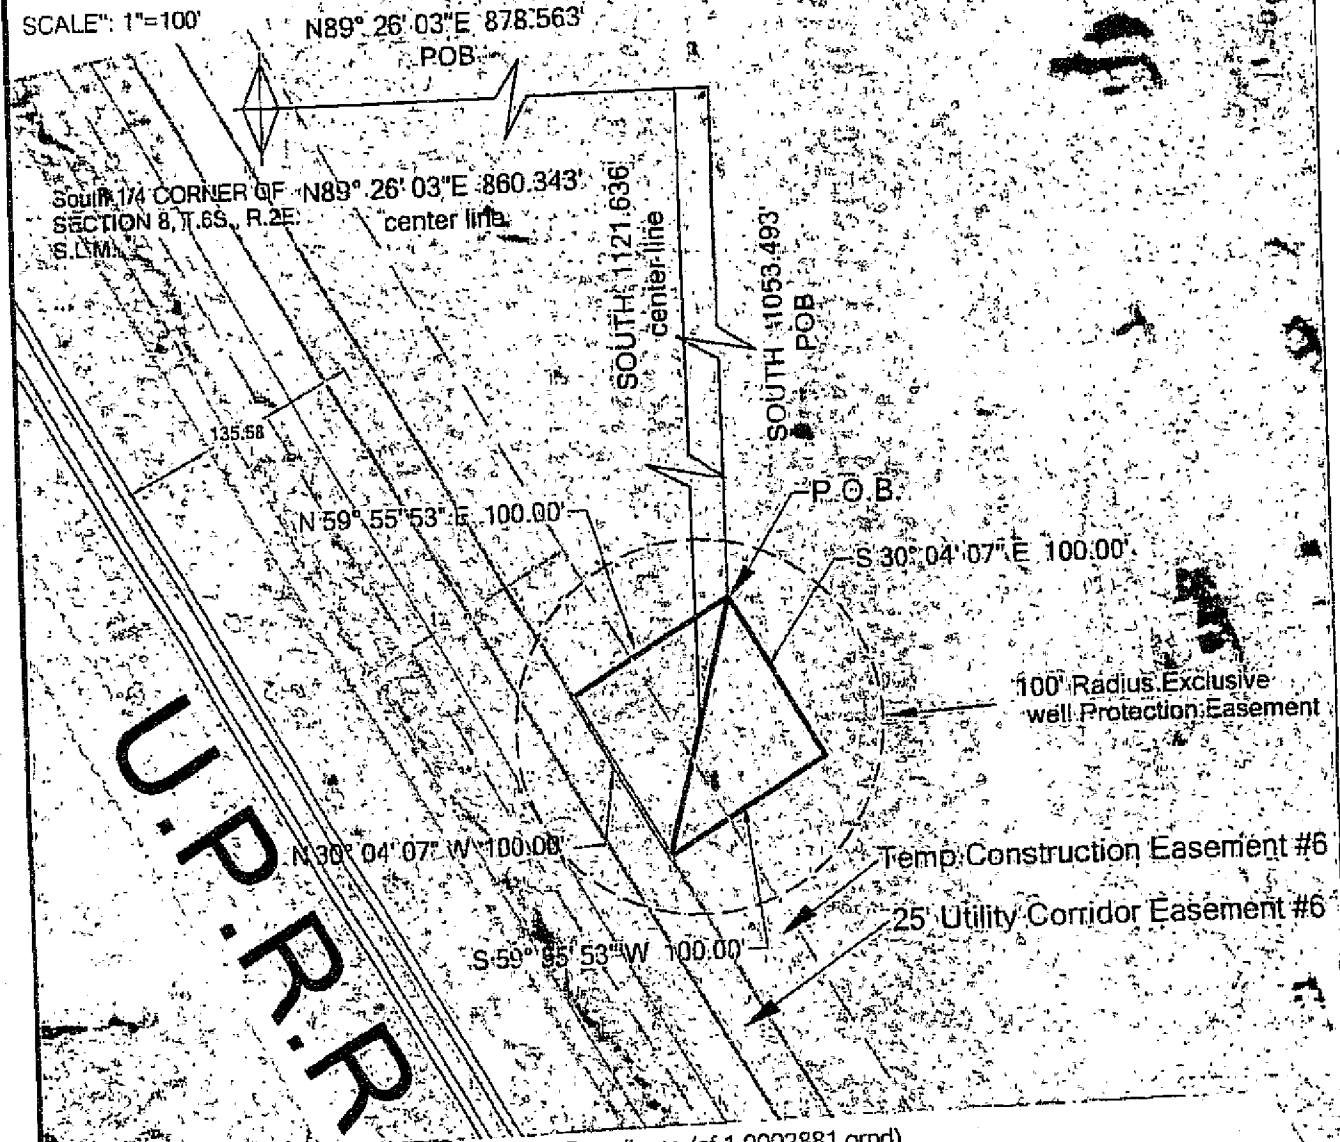 SCALE": 1"=100'
N89° 26' 03"E 878.563'
POB
South 1/4 CORNER OF
SECTION 8, T.6S., R.2E.
S.L.M.
N89° 26' 03"E 860.343'
center line
SOUTH 1121.636'
center line
SOUTH 1053.493'
POB
135.58
P.O.B.
N 59° 55' 53" E 100.00'
S 30° 04' 07" E 100.00'
100' Radius Exclusive
well Protection Easement
U.P.R.R
N 30° 04' 07" W 100.00'
Temp Construction Easement #6
25' Utility Corridor Easement #6
S 59° 55' 53" W 100.00'